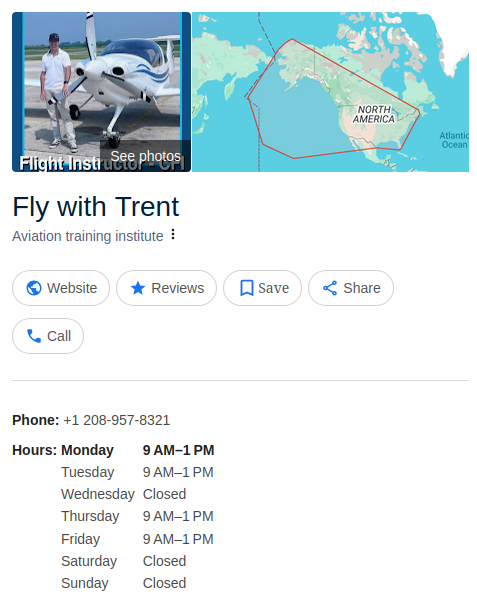 Flight Instructor - CFI
See photos
NORTH
AMERICA
Atlantic
Ocean
Fly with Trent
Aviation training institute
Website
Reviews
Save
Share
Call
Phone: +1 208-957-8321
Hours: Monday 9 AM–1 PM
Tuesday 9 AM–1 PM
Wednesday Closed
Thursday 9 AM–1 PM
Friday 9 AM–1 PM
Saturday Closed
Sunday Closed